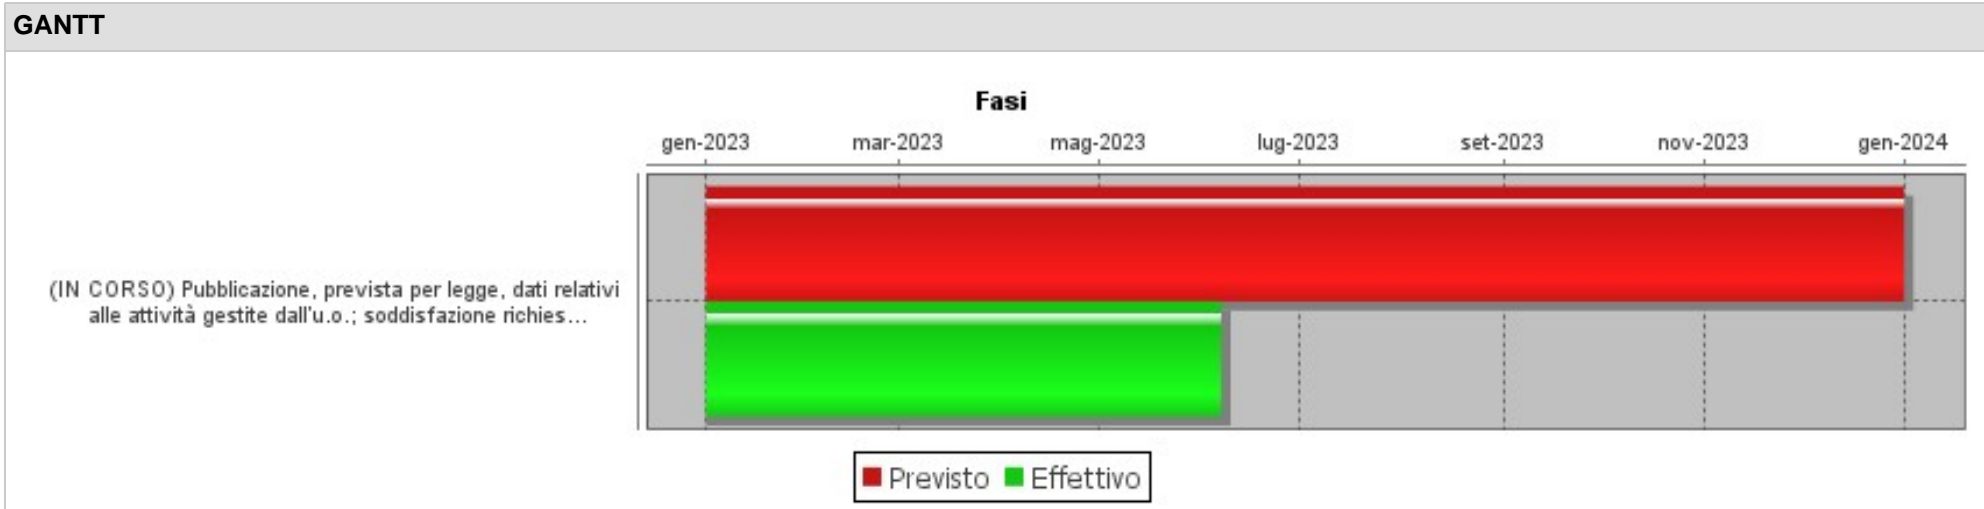 GANTT
Fasi
gen-2023 mar-2023 mag-2023 lug-2023 set-2023 nov-2023 gen-2024
(IN CORSO) Pubblicazione, prevista per legge, dati relativi
alle attività gestite dall'u.o.; soddisfazione richies...
Previsto Effettivo